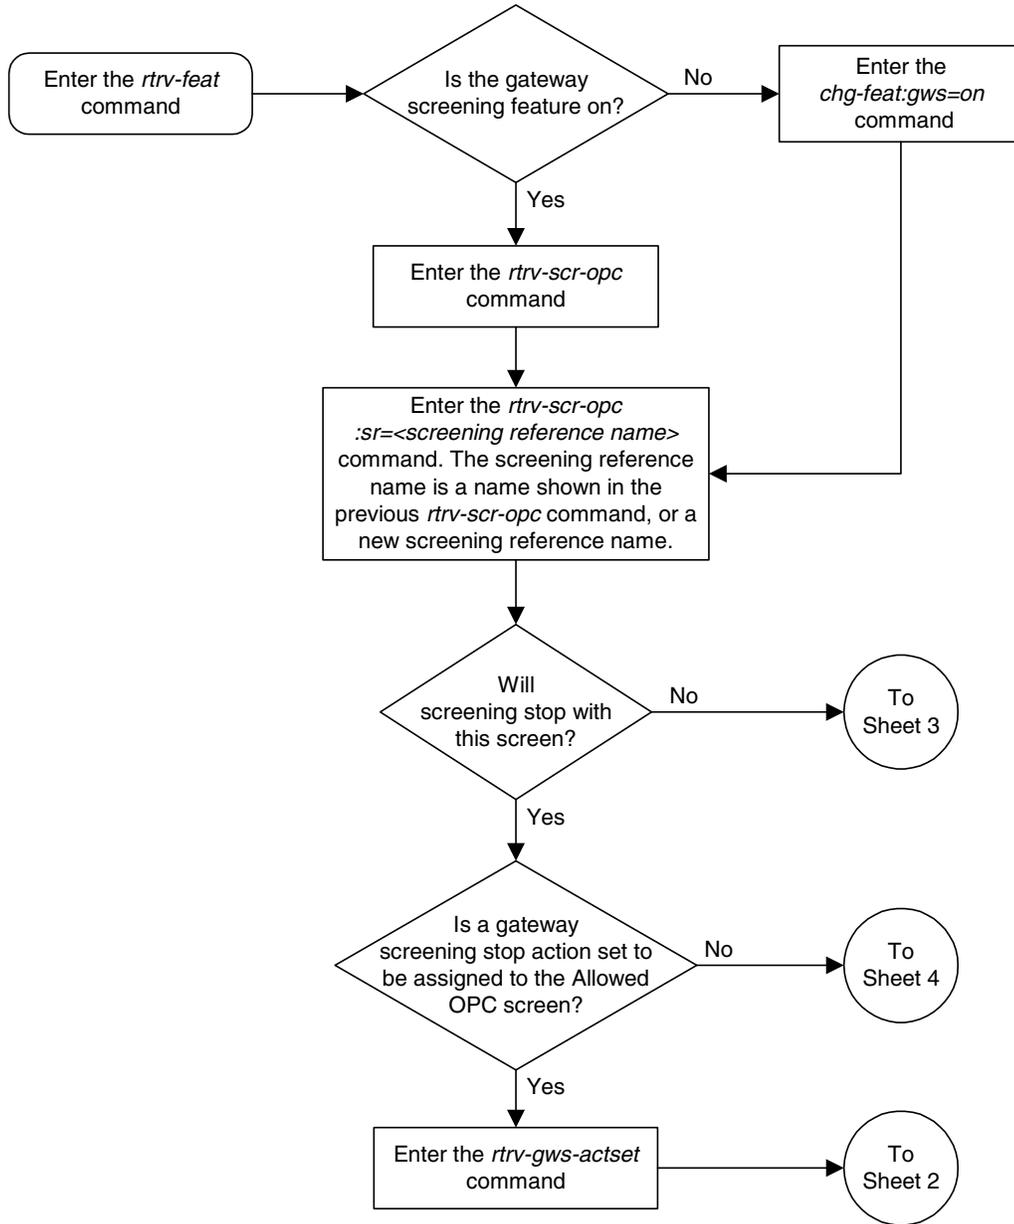 Enter the rtrv-feat
command
Is the gateway
screening feature on?
No
Enter the
chg-feat:gws=on
command
Yes
Enter the rtrv-scr-opc
command
Enter the rtrv-scr-opc
:sr=<screening reference name>
command. The screening reference
name is a name shown in the
previous rtrv-scr-opc command, or a
new screening reference name.
Will
screening stop with
this screen?
No
To
Sheet 3
Yes
Is a gateway
screening stop action set to
be assigned to the Allowed
OPC screen?
No
To
Sheet 4
Yes
Enter the rtrv-gws-actset
command
To
Sheet 2